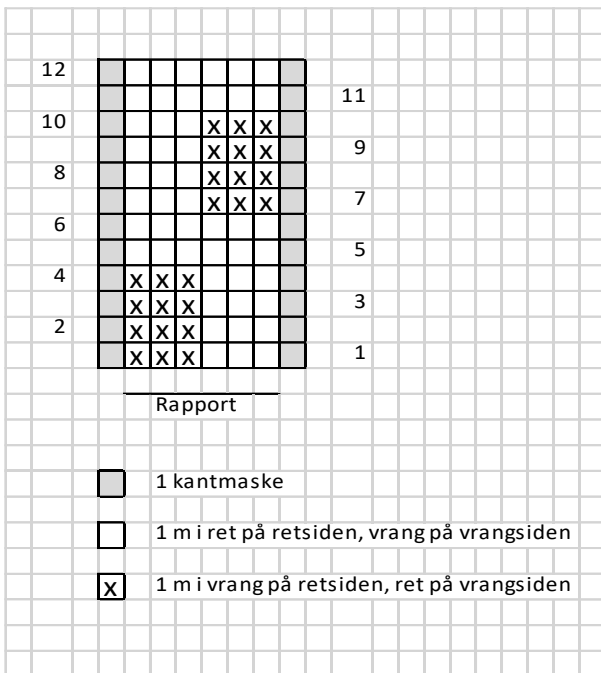 12
11
10 x x x
x x x 9
8 x x x
x x x 7
6
5
4 x x x
x x x 3
2 x x x
x x x 1
Rapport
1 kantmaske
1 m i ret på retsiden, vrang på vrangsiden
x 1 m i vrang på retsiden, ret på vrangsiden